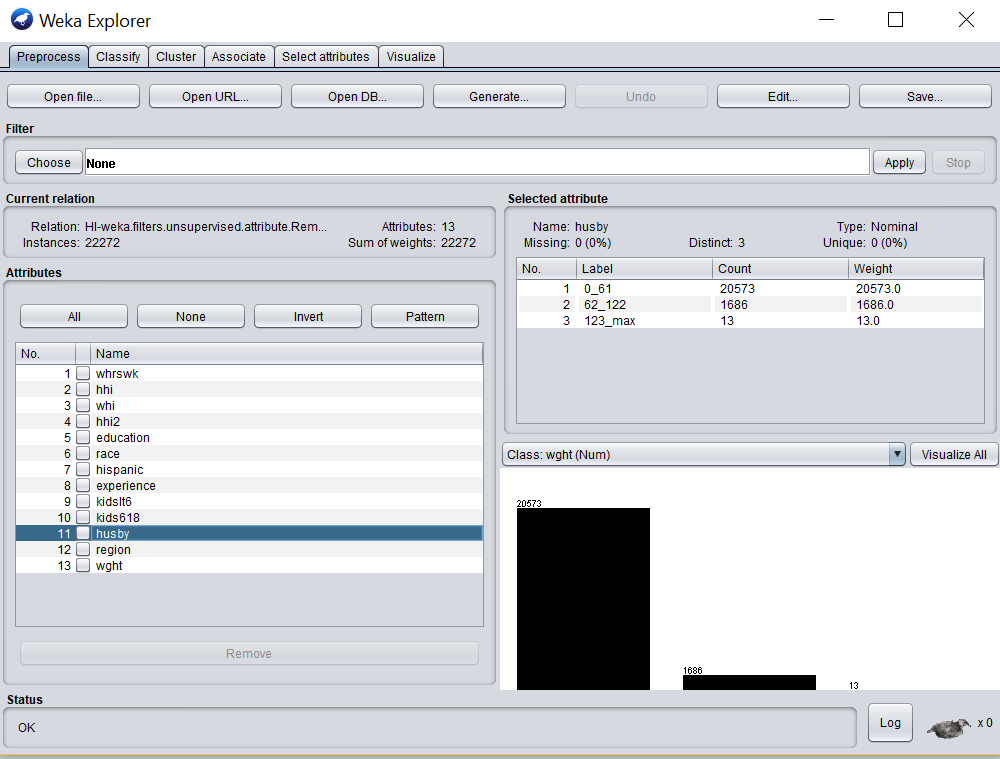 Weka Explorer
Preprocess Classify Cluster Associate Select attributes Visualize
Open file... Open URL... Open DB... Generate... Undo Edit... Save...
Filter
Choose None Apply Stop
Current relation
Relation: HI-weka.filters.unsupervised.attribute.Rem... Attributes: 13
Instances: 22272 Sum of weights: 22272
Attributes
All None Invert Pattern
No. Name
1 whrswk
2 hhi
3 whi
4 hhi2
5 education
6 race
7 hispanic
8 experience
9 kidslt6
10 kids618
11 husby
12 region
13 wght
Remove
Selected attribute
Name: husby Type: Nominal
Missing: 0 (0%) Distinct: 3 Unique: 0 (0%)
No. Label Count Weight
1 0_61 20573 20573.0
2 62_122 1686 1686.0
3 123_max 13 13.0
Class: wght (Num) Visualize All
20573
1686
13
Status
OK
Log x 0